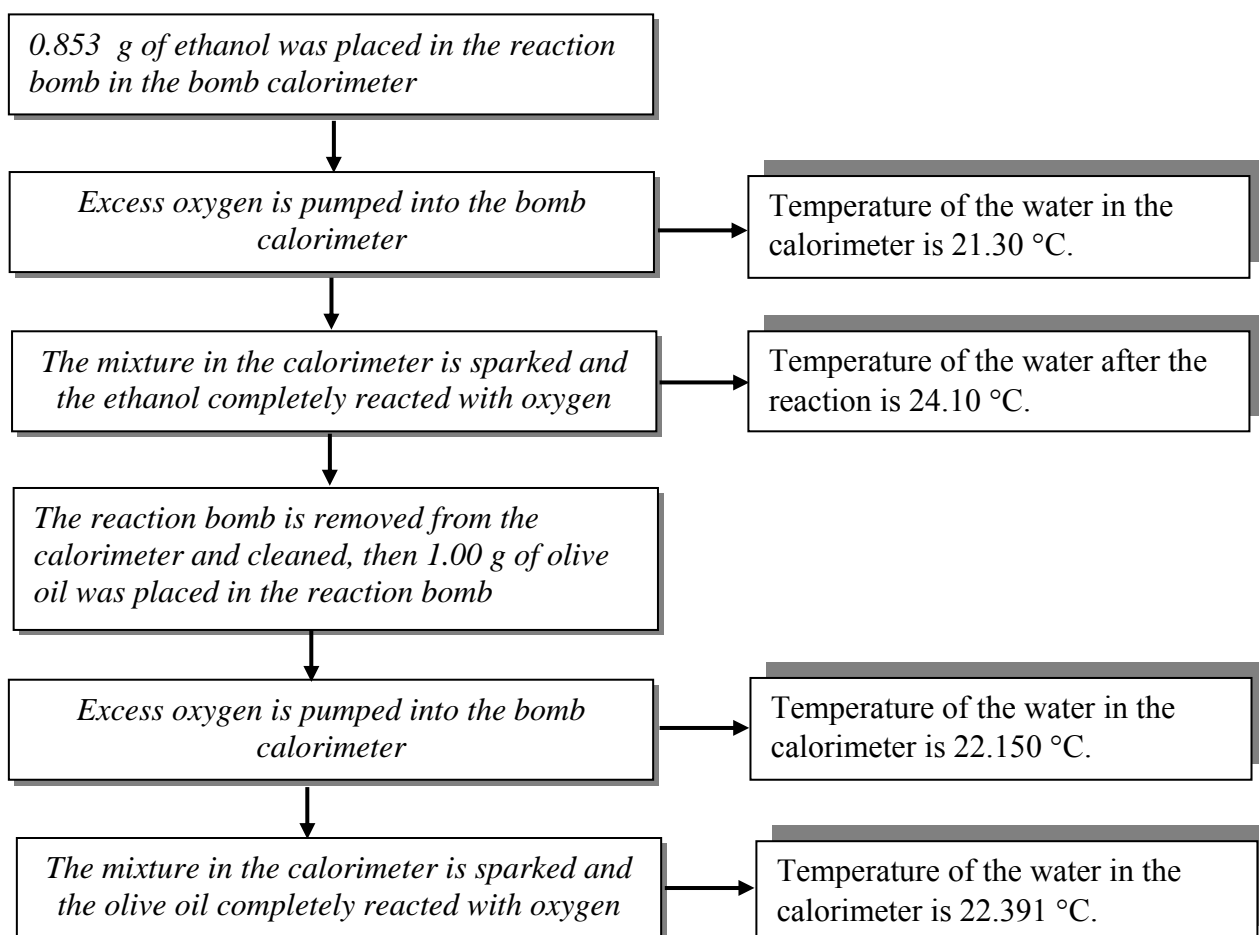 0.853 g of ethanol was placed in the reaction
bomb in the bomb calorimeter
Excess oxygen is pumped into the bomb
calorimeter
Temperature of the water in the
calorimeter is 21.30 °C.
The mixture in the calorimeter is sparked and
the ethanol completely reacted with oxygen
Temperature of the water after the
reaction is 24.10 °C.
The reaction bomb is removed from the
calorimeter and cleaned, then 1.00 g of olive
oil was placed in the reaction bomb
Excess oxygen is pumped into the bomb
calorimeter
Temperature of the water in the
calorimeter is 22.150 °C.
The mixture in the calorimeter is sparked and
the olive oil completely reacted with oxygen
Temperature of the water in the
calorimeter is 22.391 °C.